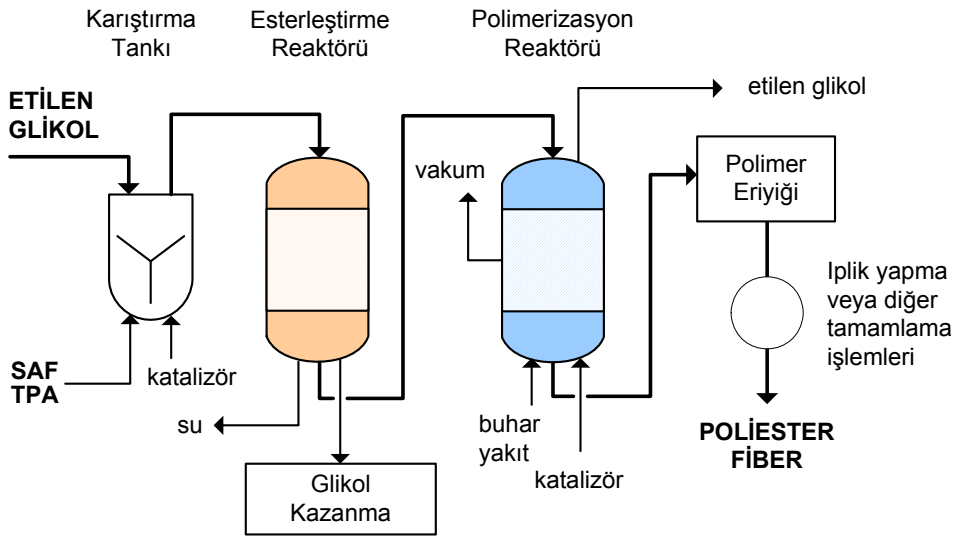 Karıştırma
Tankı
Esterleştirme
Reaktörü
Polimerizasyon
Reaktörü
ETİLEN
GLİKOL
etilen glikol
vakum
Polimer
Eriyiği
Iplik yapma
veya diğer
tamamlama
işlemleri
SAF
TPA
katalizör
su
buhar
yakıt
katalizör
POLİESTER
FİBER
Glikol
Kazanma